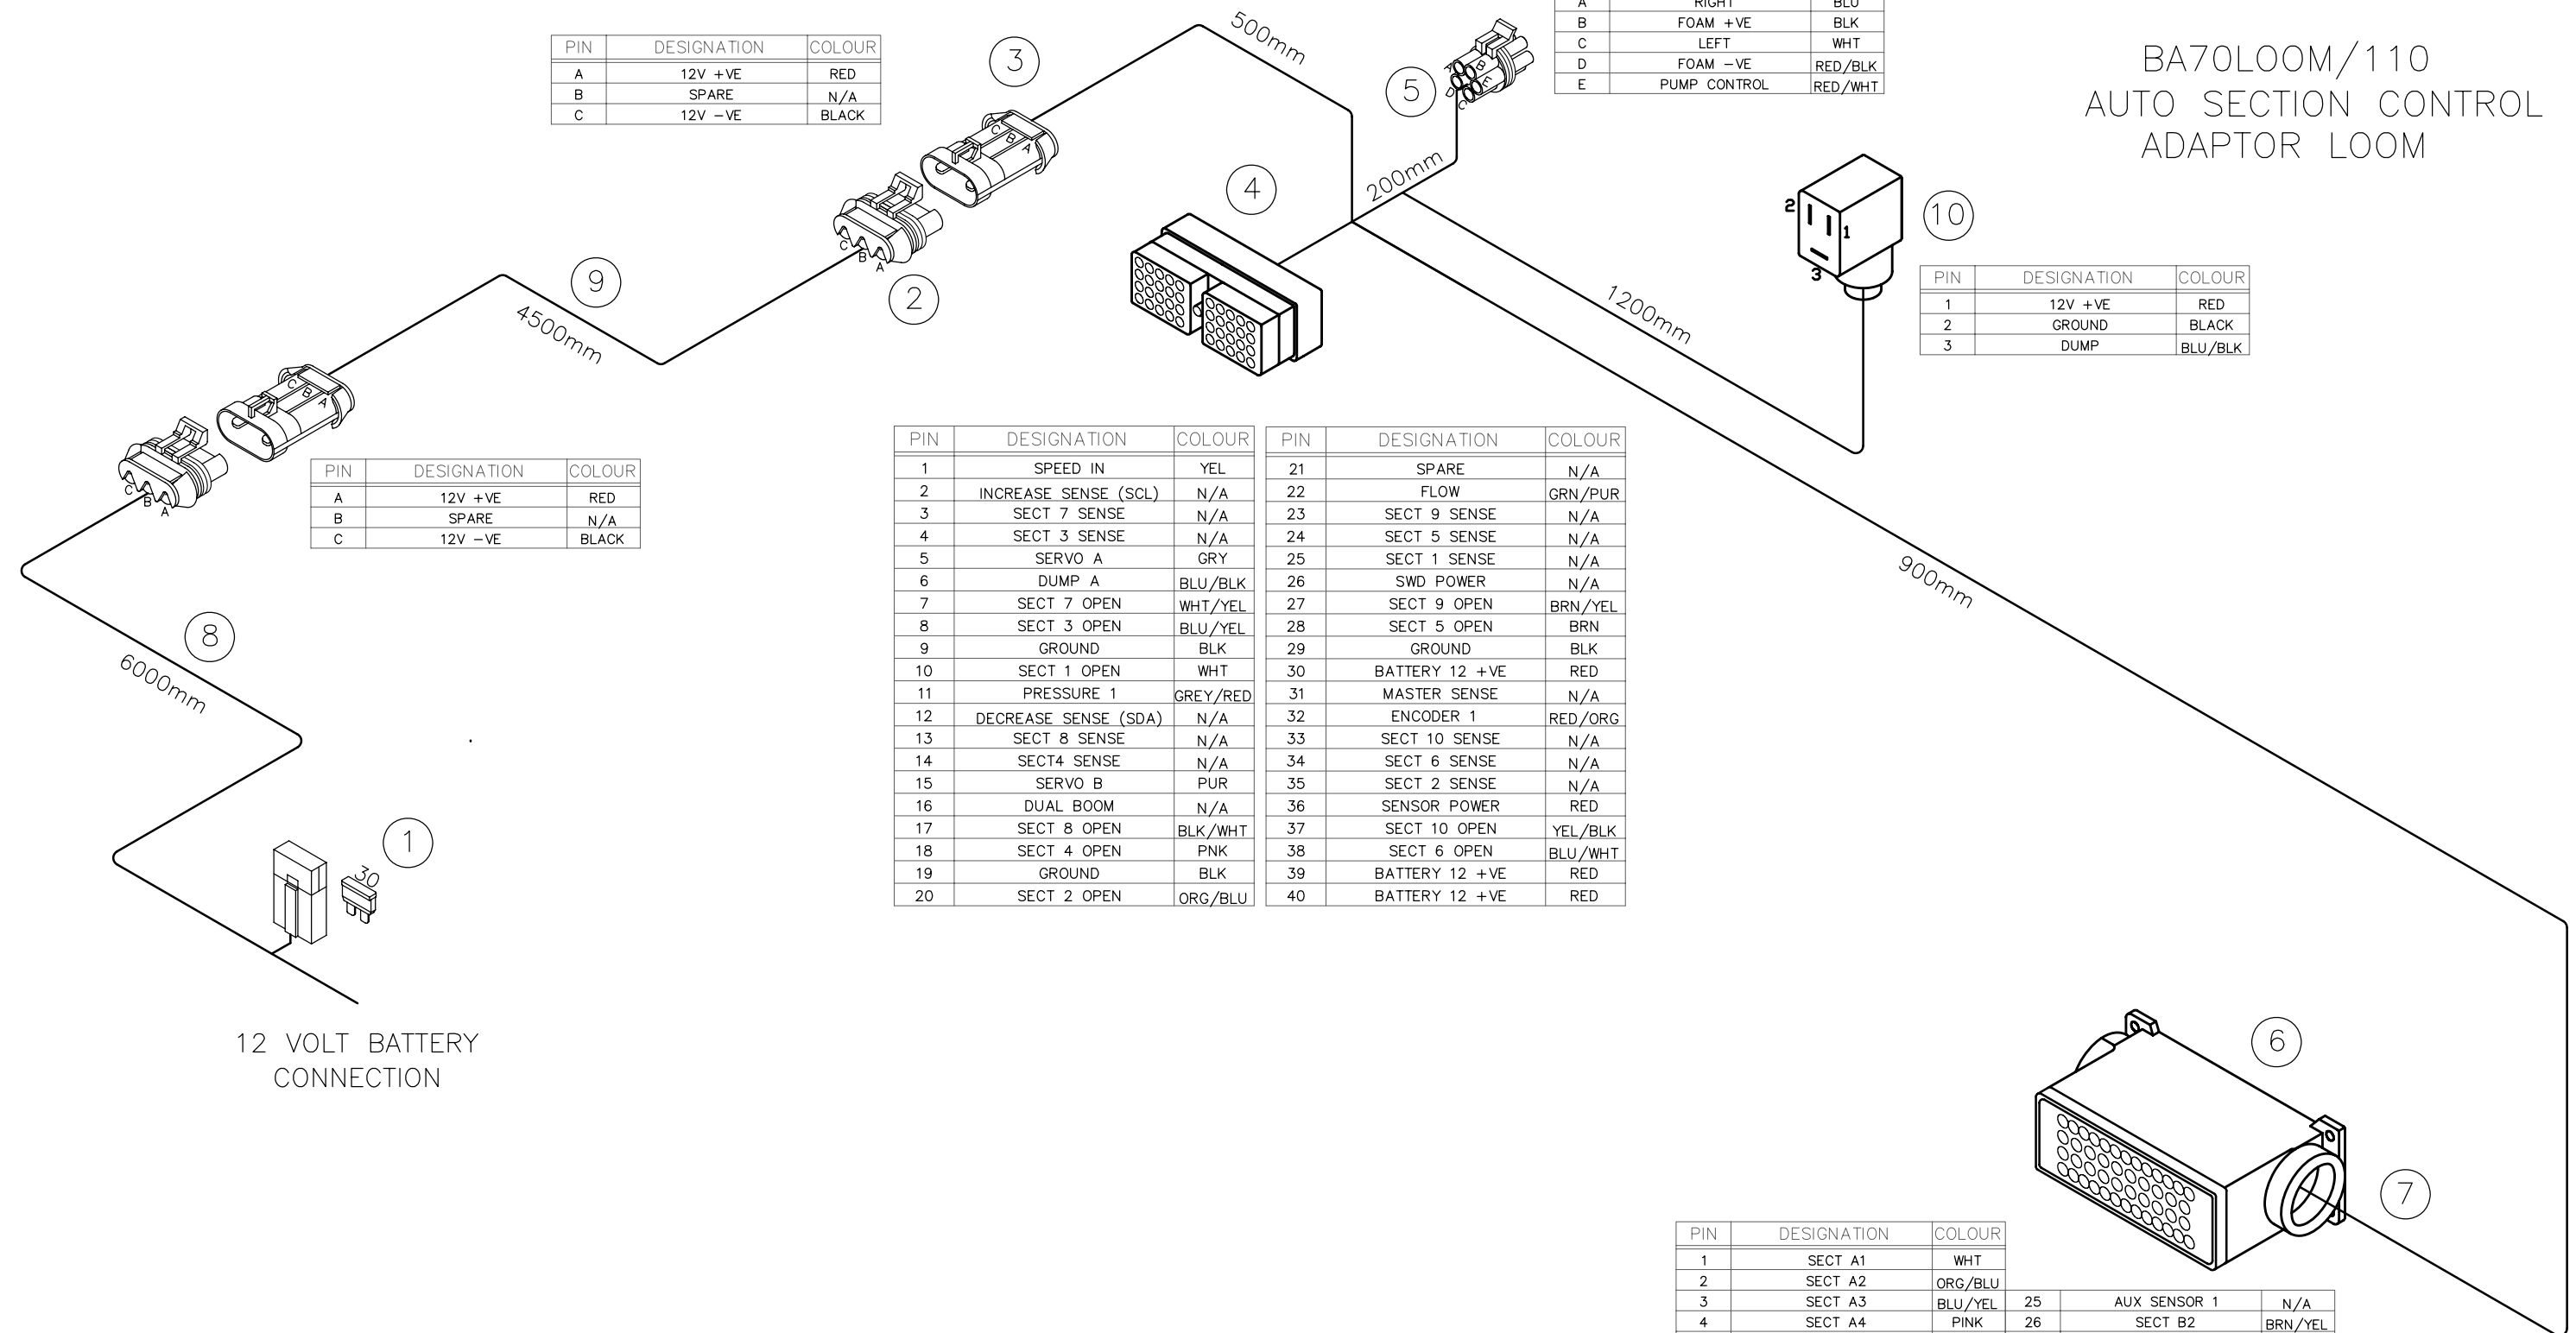 BA70LOOM/110
AUTO SECTION CONTROL
ADAPTOR LOOM
PIN DESIGNATION COLOUR
A 12V +VE RED
B SPARE N/A
C 12V −VE BLACK
3
C B A
500mm
5
A B E D C
A RIGHT BLU
B FOAM +VE BLK
C LEFT WHT
D FOAM −VE RED/BLK
E PUMP CONTROL RED/WHT
200mm
4
2
1
3
10
PIN DESIGNATION COLOUR
1 12V +VE RED
2 GROUND BLACK
3 DUMP BLU/BLK
1200mm
900mm
C B A
2
9
4500mm
C B A
C B A
PIN DESIGNATION COLOUR
A 12V +VE RED
B SPARE N/A
C 12V −VE BLACK
8
6000mm
1
30
12 VOLT BATTERY
CONNECTION
PIN DESIGNATION COLOUR
1 SPEED IN YEL
2 INCREASE SENSE (SCL) N/A
3 SECT 7 SENSE N/A
4 SECT 3 SENSE N/A
5 SERVO A GRY
6 DUMP A BLU/BLK
7 SECT 7 OPEN WHT/YEL
8 SECT 3 OPEN BLU/YEL
9 GROUND BLK
10 SECT 1 OPEN WHT
11 PRESSURE 1 GREY/RED
12 DECREASE SENSE (SDA) N/A
13 SECT 8 SENSE N/A
14 SECT4 SENSE N/A
15 SERVO B PUR
16 DUAL BOOM N/A
17 SECT 8 OPEN BLK/WHT
18 SECT 4 OPEN PNK
19 GROUND BLK
20 SECT 2 OPEN ORG/BLU
PIN DESIGNATION COLOUR
21 SPARE N/A
22 FLOW GRN/PUR
23 SECT 9 SENSE N/A
24 SECT 5 SENSE N/A
25 SECT 1 SENSE N/A
26 SWD POWER N/A
27 SECT 9 OPEN BRN/YEL
28 SECT 5 OPEN BRN
29 GROUND BLK
30 BATTERY 12 +VE RED
31 MASTER SENSE N/A
32 ENCODER 1 RED/ORG
33 SECT 10 SENSE N/A
34 SECT 6 SENSE N/A
35 SECT 2 SENSE N/A
36 SENSOR POWER RED
37 SECT 10 OPEN YEL/BLK
38 SECT 6 OPEN BLU/WHT
39 BATTERY 12 +VE RED
40 BATTERY 12 +VE RED
6
7
PIN DESIGNATION COLOUR
1 SECT A1 WHT
2 SECT A2 ORG/BLU
3 SECT A3 BLU/YEL 25 AUX SENSOR 1 N/A
4 SECT A4 PINK 26 SECT B2 BRN/YEL